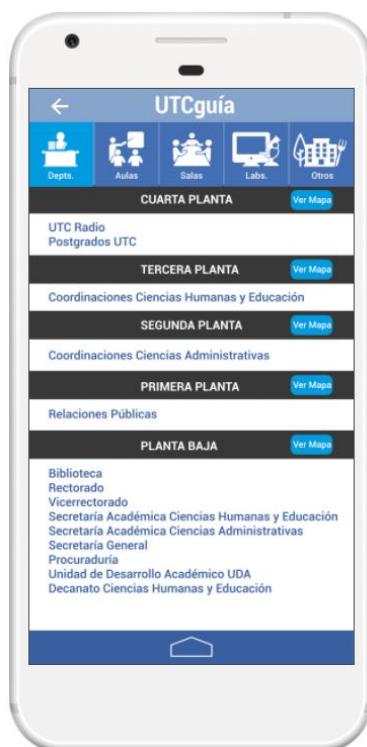 UTCguía
Depts.
Aulas
Salas
Labs.
Otros
CUARTA PLANTA
Ver Mapa
UTC Radio
Postgrados UTC
TERCERA PLANTA
Ver Mapa
Coordinaciones Ciencias Humanas y Educación
SEGUNDA PLANTA
Ver Mapa
Coordinaciones Ciencias Administrativas
PRIMERA PLANTA
Ver Mapa
Relaciones Públicas
PLANTA BAJA
Ver Mapa
Biblioteca
Rectorado
Vicerrectorado
Secretaría Académica Ciencias Humanas y Educación
Secretaría Académica Ciencias Administrativas
Secretaría General
Procuraduría
Unidad de Desarrollo Académico UDA
Decanato Ciencias Humanas y Educación